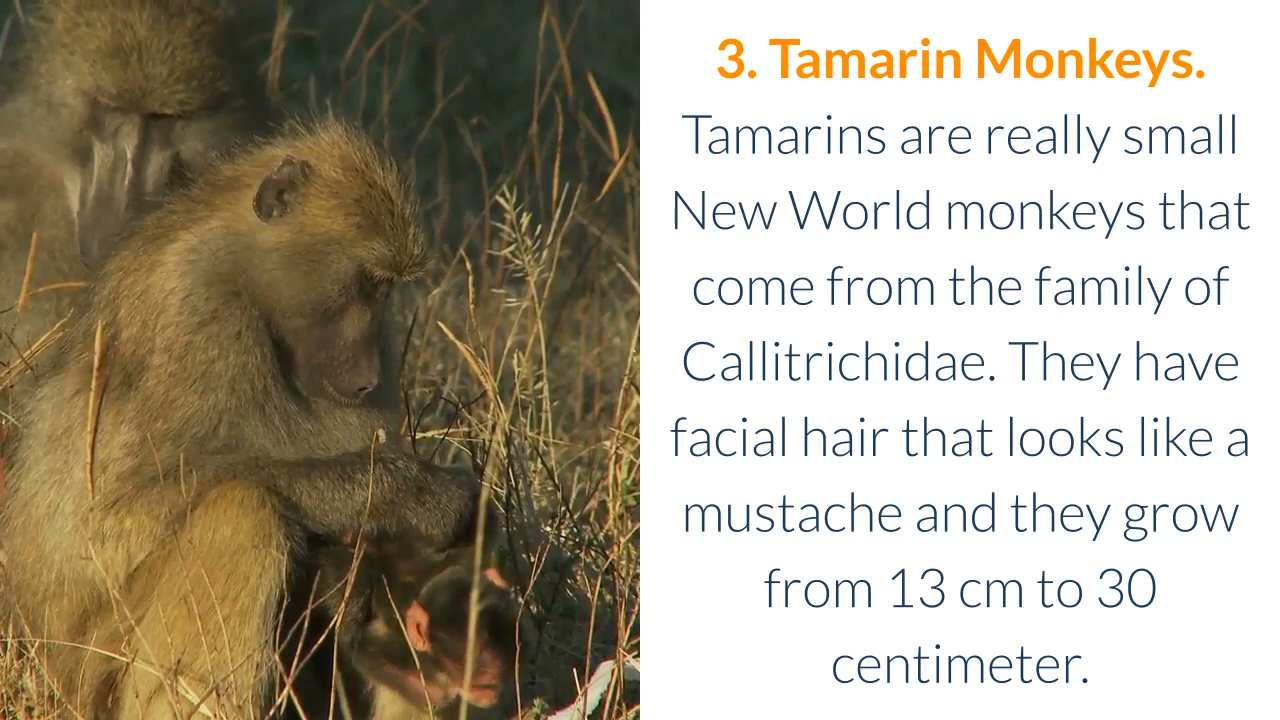 3. Tamarin Monkeys.
Tamarins are really small
New World monkeys that
come from the family of
Callitrichidae. They have
facial hair that looks like a
mustache and they grow
from 13 cm to 30
centimeter.